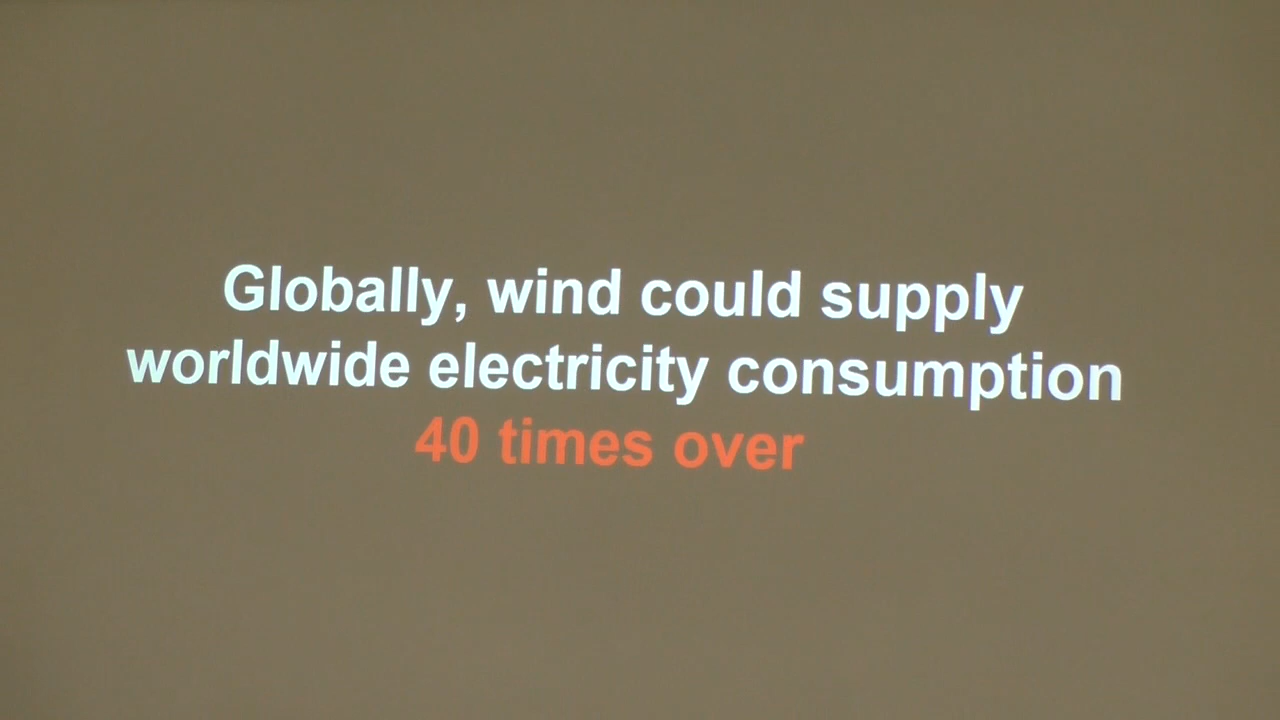 Globally, wind could supply
worldwide electricity consumption
40 times over